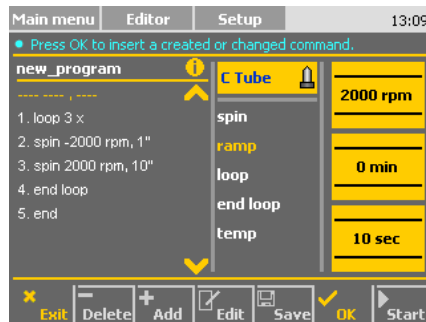 Main menu Editor Setup 13:09
• Press OK to insert a created or changed command.
new_program i
---- ---- , ----
1. loop 3 x
2. spin -2000 rpm, 1"
3. spin 2000 rpm, 10"
4. end loop
5. end
C Tube
spin
ramp
loop
end loop
temp
2000 rpm
0 min
10 sec
Exit Delete Add Edit Save OK Start